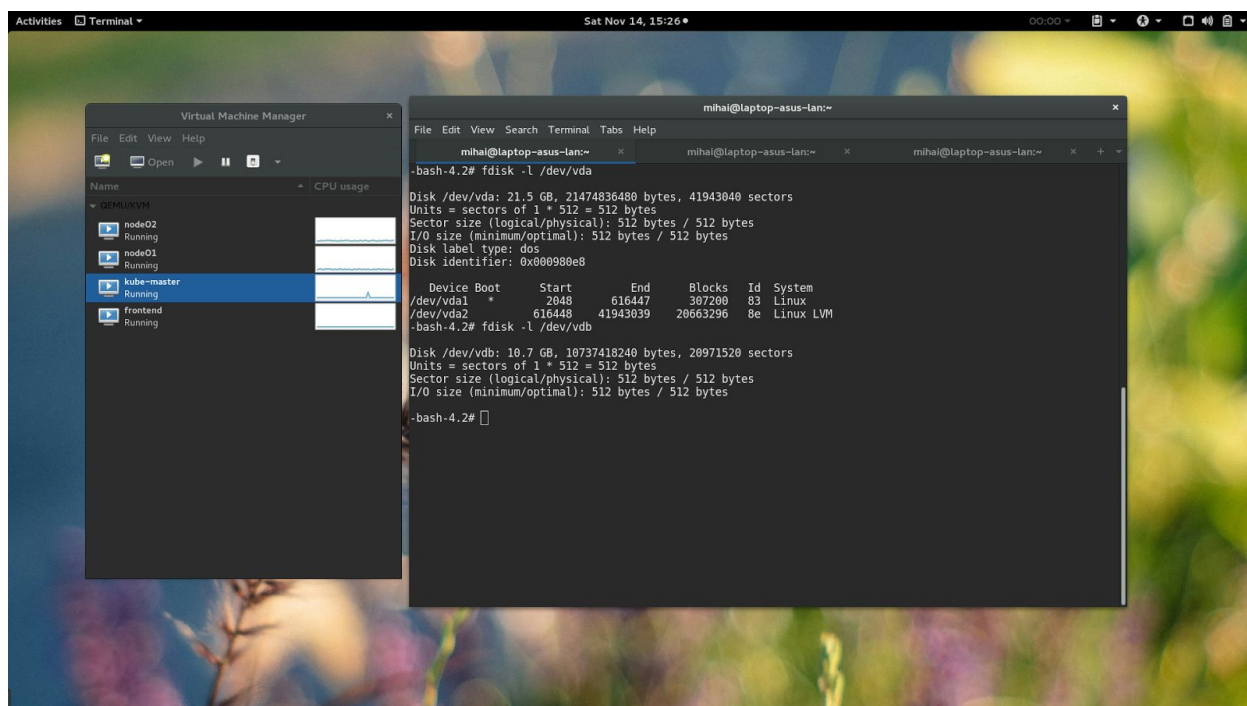 Activities Terminal Sat Nov 14, 15:26 00:00
Virtual Machine Manager
File Edit View Help
Open
Name CPU usage
QEMU/KVM
node02
Running
node01
Running
kube-master
Running
frontend
Running
mihai@laptop-asus-lan:~
File Edit View Search Terminal Tabs Help
mihai@laptop-asus-lan:~ mihai@laptop-asus-lan:~ mihai@laptop-asus-lan:~
-bash-4.2# fdisk -l /dev/vda
Disk /dev/vda: 21.5 GB, 21474836480 bytes, 41943040 sectors
Units = sectors of 1 * 512 = 512 bytes
Sector size (logical/physical): 512 bytes / 512 bytes
I/O size (minimum/optimal): 512 bytes / 512 bytes
Disk label type: dos
Disk identifier: 0x000980e8
Device Boot Start End Blocks Id System
/dev/vda1 * 2048 616447 307200 83 Linux
/dev/vda2 616448 41943039 20663296 8e Linux LVM
-bash-4.2# fdisk -l /dev/vdb
Disk /dev/vdb: 10.7 GB, 10737418240 bytes, 20971520 sectors
Units = sectors of 1 * 512 = 512 bytes
Sector size (logical/physical): 512 bytes / 512 bytes
I/O size (minimum/optimal): 512 bytes / 512 bytes
-bash-4.2#